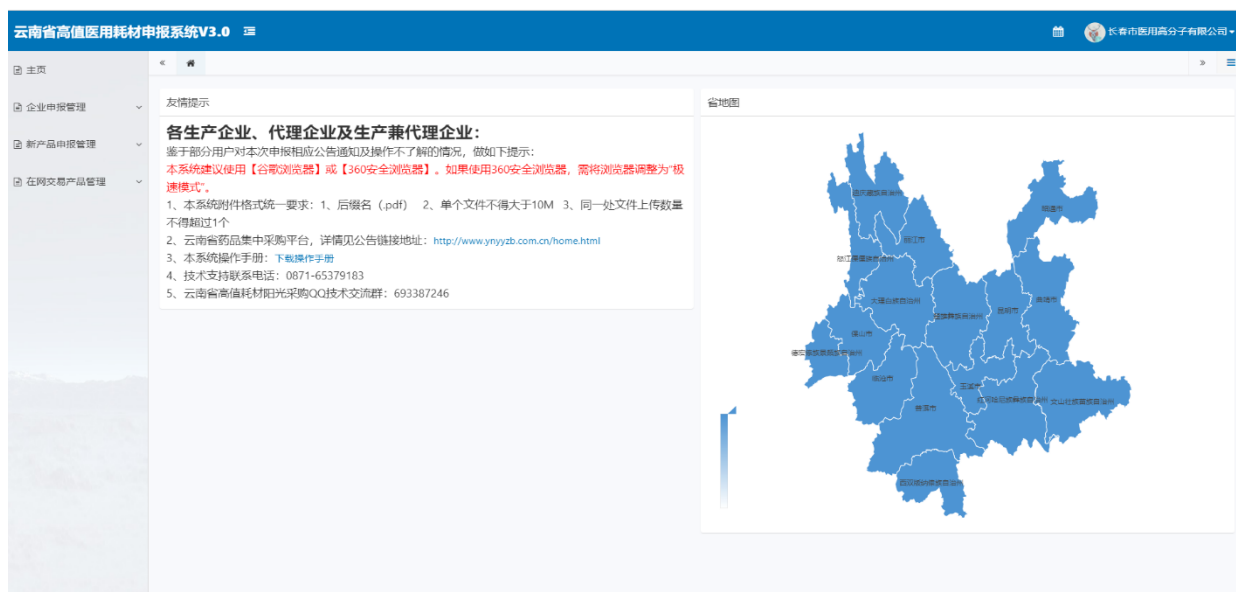 云南省高值医用耗材申报系统V3.0
长春市医用高分子有限公司
主页
企业申报管理
新产品申报管理
在网交易产品管理
友情提示
各生产企业、代理企业及生产兼代理企业：
鉴于部分用户对本次申报相应公告通知及操作不了解的情况，做如下提示：
本系统建议使用【谷歌浏览器】或【360安全浏览器】。如果使用360安全浏览器，需将浏览器调整为“极
速模式”。
1、本系统附件格式统一要求：1、后缀名（.pdf） 2、单个文件不得大于10M 3、同一处文件上传数量
不得超过1个
2、云南省药品集中采购平台，详情见公告链接地址：http://www.ynyyzb.com.cn/home.html
3、本系统操作手册：下载操作手册
4、技术支持联系电话：0871-65379183
5、云南省高值耗材阳光采购QQ技术交流群：693387246
省地图
迪庆藏族自治州
昭通市
丽江市
怒江傈僳族自治州
大理白族自治州
楚雄彝族自治州
昆明市
曲靖市
保山市
德宏傣族景颇族自治州
临沧市
玉溪市
普洱市
红河哈尼族彝族自治州
文山壮族苗族自治州
西双版纳傣族自治州